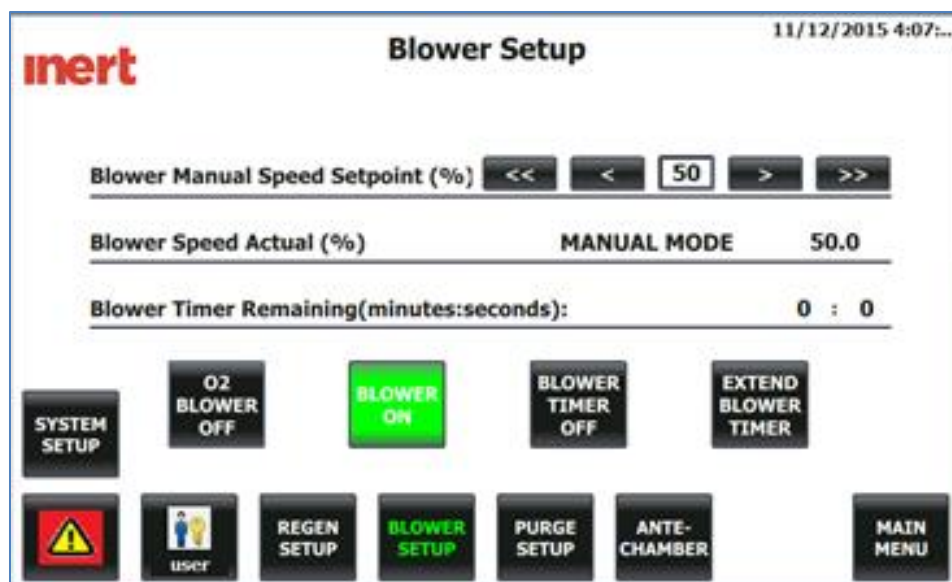 11/12/2015 4:07:...
inert
Blower Setup
Blower Manual Speed Setpoint (%) << < 50 > >>
Blower Speed Actual (%) MANUAL MODE 50.0
Blower Timer Remaining(minutes:seconds): 0 : 0
O2
BLOWER
OFF
BLOWER
ON
BLOWER
TIMER
OFF
EXTEND
BLOWER
TIMER
SYSTEM
SETUP
user
REGEN
SETUP
BLOWER
SETUP
PURGE
SETUP
ANTE-
CHAMBER
MAIN
MENU